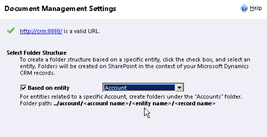 Document Management Settings
Help
http://crm:8080/ is a valid URL.
Select Folder Structure
To create a folder structure based on a specific entity, click the check box, and select an
entity. Folders will be created on SharePoint in the context of your Microsoft Dynamics
CRM records.
Based on entity
Account
For entities related to a specific Account, create folders under the "Accounts" folder.
Folder path: ../account/<account name>/<entity name>/<record name>